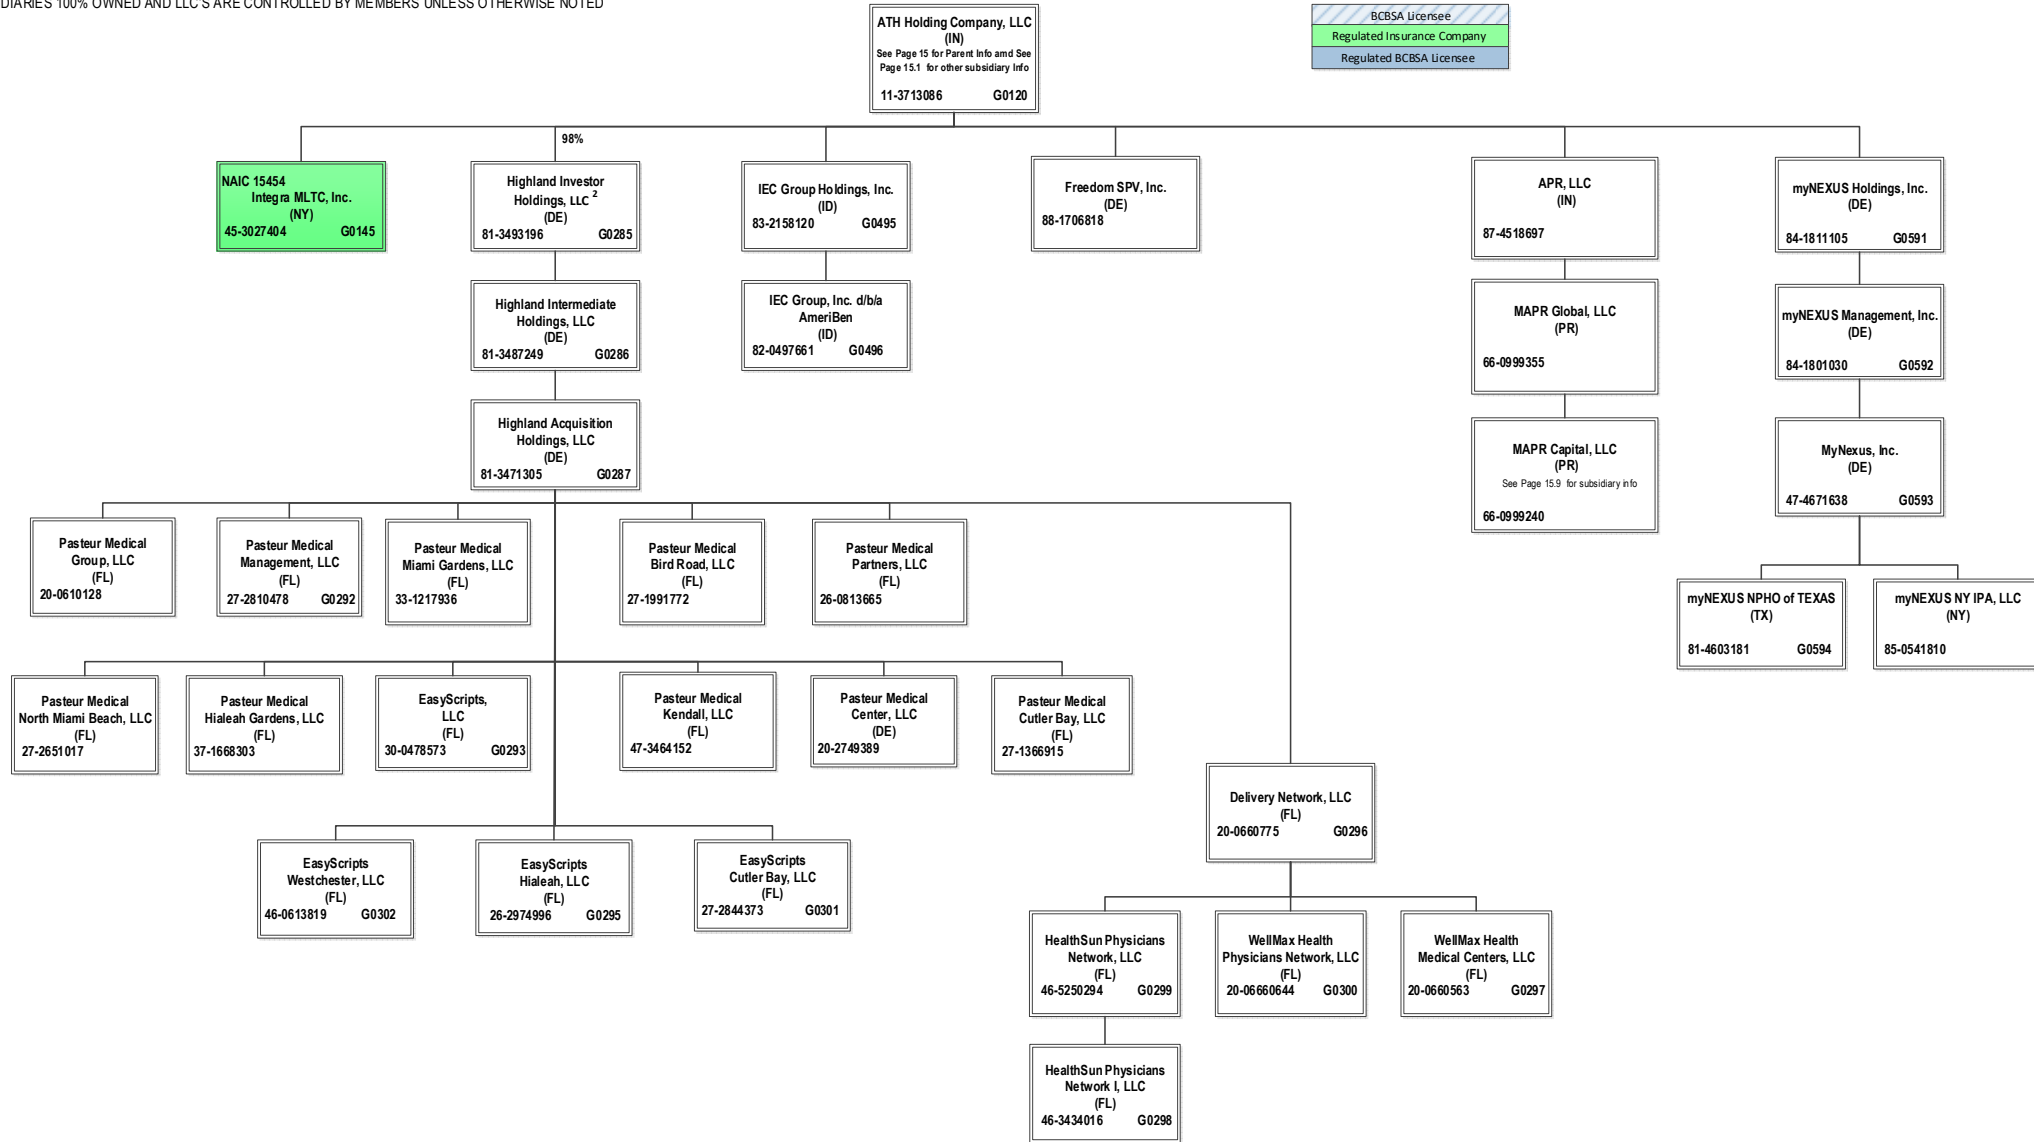 DIARIES 100% OWNED AND LLC'S ARE CONTROLLED BY MEMBERS UNLESS OTHERWISE NOTED
ATH Holding Company, LLC
(IN)
See Page 15 for Parent Info amd See
Page 15.1 for other subsidiary Info
11-3713086 G0120
BCBSA Licensee
Regulated Insurance Company
Regulated BCBSA Licensee
98%
NAIC 15454
Integra MLTC, Inc.
(NY)
45-3027404 G0145
Highland Investor
Holdings, LLC 2
(DE)
81-3493196 G0285
IEC Group Holdings, Inc.
(ID)
83-2158120 G0495
Freedom SPV, Inc.
(DE)
88-1706818
APR, LLC
(IN)
87-4518697
myNEXUS Holdings, Inc.
(DE)
84-1811105 G0591
Highland Intermediate
Holdings, LLC
(DE)
81-3487249 G0286
IEC Group, Inc. d/b/a
AmeriBen
(ID)
82-0497661 G0496
MAPR Global, LLC
(PR)
66-0999355
myNEXUS Management, Inc.
(DE)
84-1801030 G0592
Highland Acquisition
Holdings, LLC
(DE)
81-3471305 G0287
MAPR Capital, LLC
(PR)
See Page 15.9 for subsidiary info
66-0999240
MyNexus, Inc.
(DE)
47-4671638 G0593
Pasteur Medical
Group, LLC
(FL)
20-0610128
Pasteur Medical
Management, LLC
(FL)
27-2810478 G0292
Pasteur Medical
Miami Gardens, LLC
(FL)
33-1217936
Pasteur Medical
Bird Road, LLC
(FL)
27-1991772
Pasteur Medical
Partners, LLC
(FL)
26-0813665
myNEXUS NPHO of TEXAS
(TX)
81-4603181 G0594
myNEXUS NY IPA, LLC
(NY)
85-0541810
Pasteur Medical
North Miami Beach, LLC
(FL)
27-2651017
Pasteur Medical
Hialeah Gardens, LLC
(FL)
37-1668303
EasyScripts,
LLC
(FL)
30-0478573 G0293
Pasteur Medical
Kendall, LLC
(FL)
47-3464152
Pasteur Medical
Center, LLC
(DE)
20-2749389
Pasteur Medical
Cutler Bay, LLC
(FL)
27-1366915
Delivery Network, LLC
(FL)
20-0660775 G0296
EasyScripts
Westchester, LLC
(FL)
46-0613819 G0302
EasyScripts
Hialeah, LLC
(FL)
26-2974996 G0295
EasyScripts
Cutler Bay, LLC
(FL)
27-2844373 G0301
HealthSun Physicians
Network, LLC
(FL)
46-5250294 G0299
WellMax Health
Physicians Network, LLC
(FL)
20-06660644 G0300
WellMax Health
Medical Centers, LLC
(FL)
20-0660563 G0297
HealthSun Physicians
Network I, LLC
(FL)
46-3434016 G0298